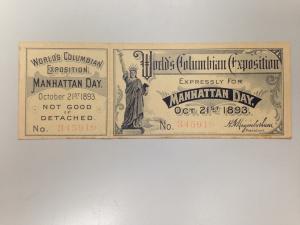 WORLD'S COLUMBIAN
EXPOSITION.
MANHATTAN DAY.
October 21ST 1893.
NOT GOOD
IF
DETACHED.
No. 345919
World's Columbian Exposition
EXPRESSLY FOR
MANHATTAN DAY.
OCT. 21ST 1893.
No. 345919
PRESIDENT.